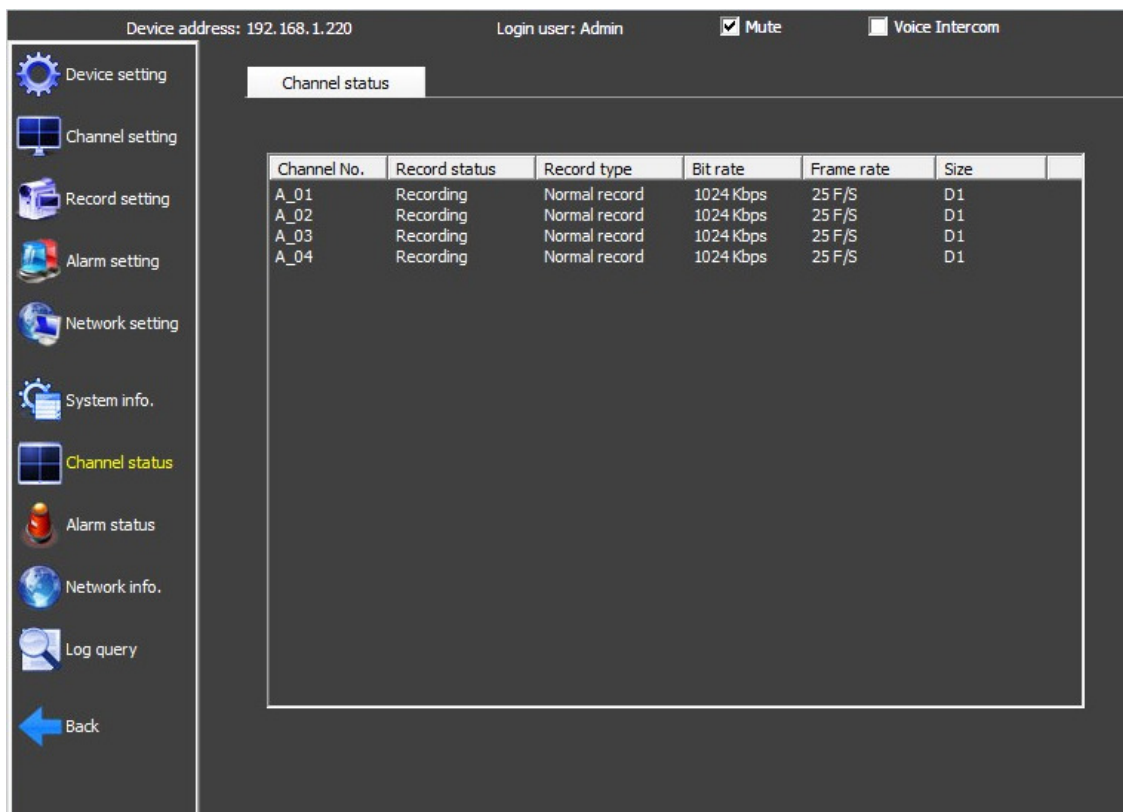 Device address: 192.168.1.220 Login user: Admin Mute Voice Intercom
Device setting
Channel setting
Record setting
Alarm setting
Network setting
System info.
Channel status
Alarm status
Network info.
Log query
Back
Channel status
Channel No. Record status Record type Bit rate Frame rate Size
A_01 Recording Normal record 1024 Kbps 25 F/S D1
A_02 Recording Normal record 1024 Kbps 25 F/S D1
A_03 Recording Normal record 1024 Kbps 25 F/S D1
A_04 Recording Normal record 1024 Kbps 25 F/S D1